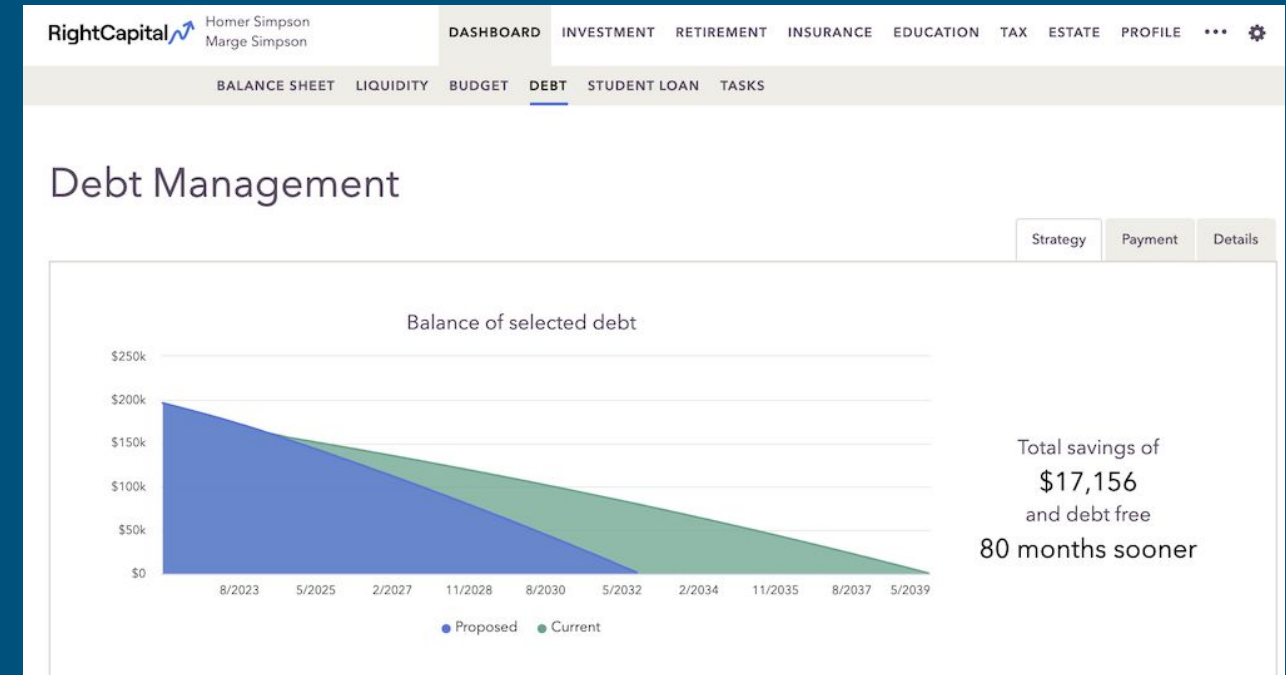 RightCapital
Homer Simpson
Marge Simpson
DASHBOARD INVESTMENT RETIREMENT INSURANCE EDUCATION TAX ESTATE PROFILE •••
BALANCE SHEET LIQUIDITY BUDGET DEBT STUDENT LOAN TASKS
Debt Management
Strategy Payment Details
Balance of selected debt
$250k
$200k
$150k
$100k
$50k
$0
8/2023 5/2025 2/2027 11/2028 8/2030 5/2032 2/2034 11/2035 8/2037 5/2039
Proposed Current
Total savings of
$17,156
and debt free
80 months sooner